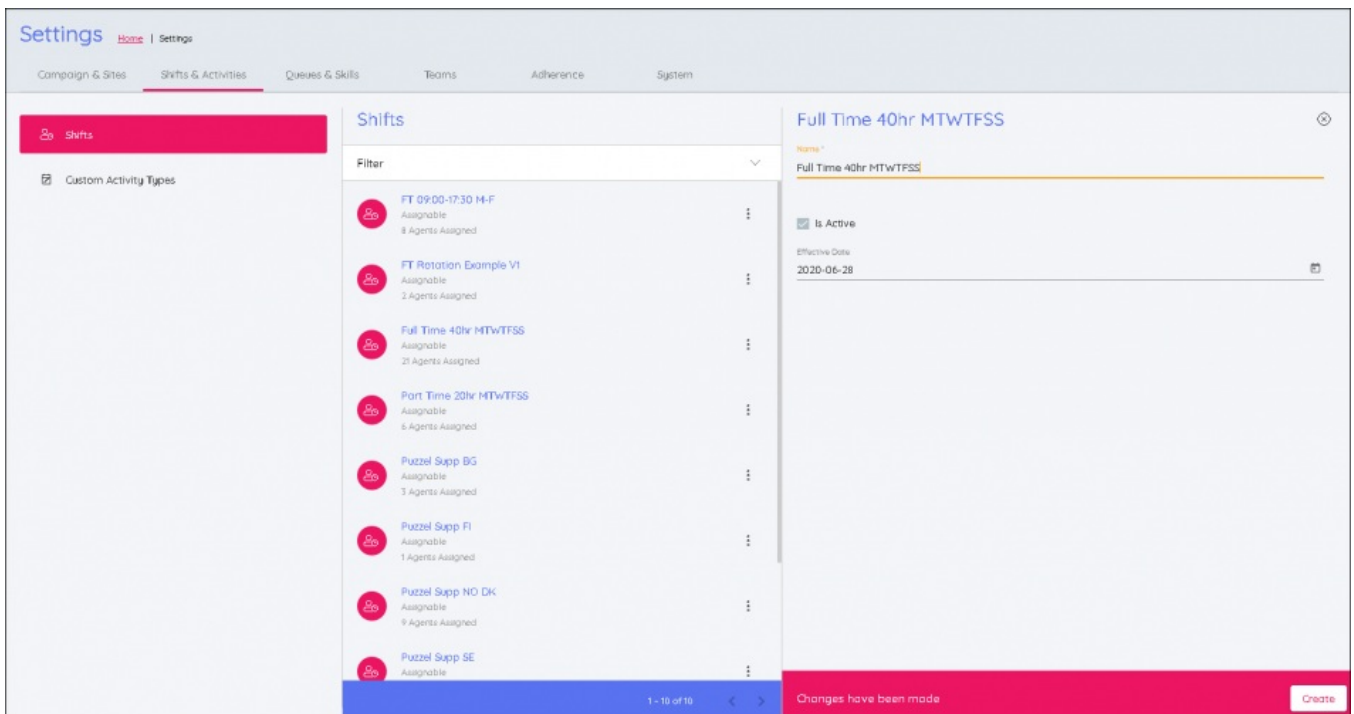 Settings Home | Settings
Campaign & Sites Shifts & Activities Queues & Skills Teams Adherence System
Shifts
Custom Activity Types
Shifts
Filter
FT 09:00-17:30 M-F
Assignable
8 Agents Assigned
FT Rotation Example V1
Assignable
2 Agents Assigned
Full Time 40hr MTWTFSS
Assignable
21 Agents Assigned
Part Time 20hr MTWTFSS
Assignable
6 Agents Assigned
Puzzel Supp BG
Assignable
3 Agents Assigned
Puzzel Supp FI
Assignable
1 Agents Assigned
Puzzel Supp NO DK
Assignable
9 Agents Assigned
Puzzel Supp SE
Assignable
1 - 10 of 10
Full Time 40hr MTWTFSS
Name *
Full Time 40hr MTWTFSS
Is Active
Effective Date
2020-06-28
Changes have been made
Create